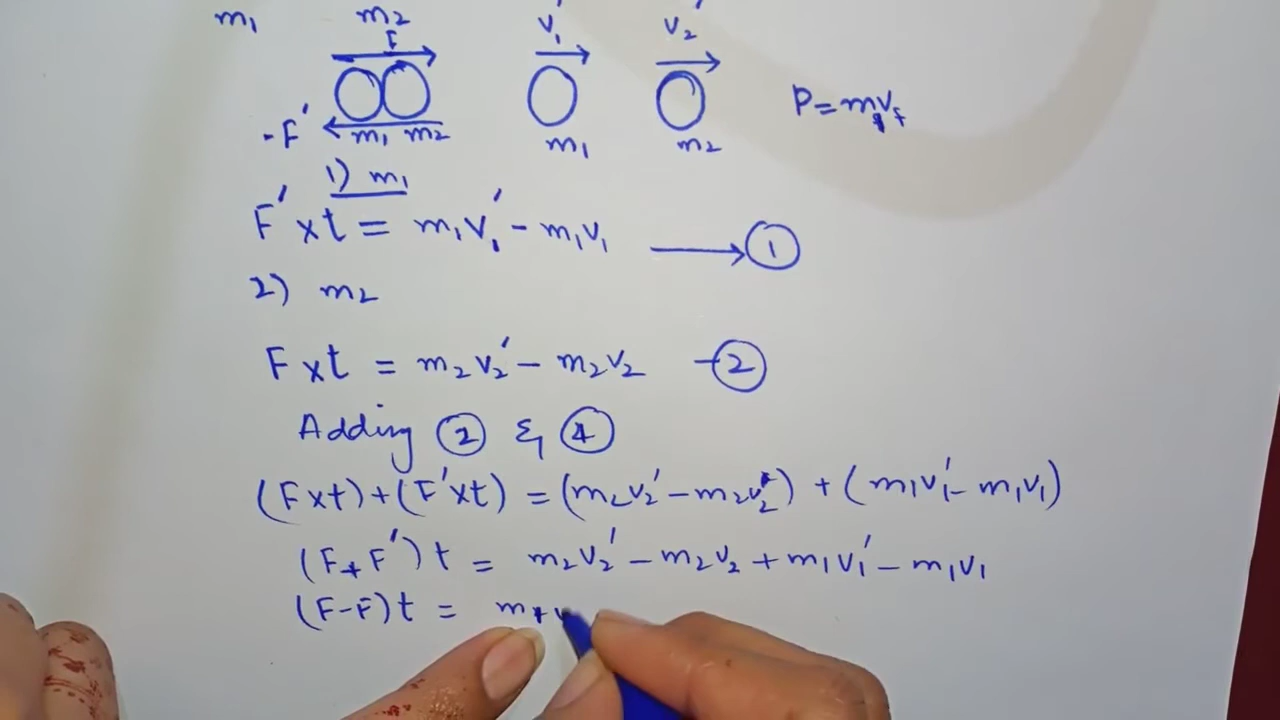 m₁ m₂ v₁' v₂'
F
P = mv_f
-F' m₁ m₂ m₁ m₂
1) m₁
F' × t = m₁v₁' - m₁v₁ → ①
2) m₂
F × t = m₂v₂' - m₂v₂ - ②
Adding ② & ④
(F×t) + (F'×t) = (m₂v₂' - m₂v₂) + (m₁v₁' - m₁v₁)
(F + F') t = m₂v₂' - m₂v₂ + m₁v₁' - m₁v₁
(F - F) t =